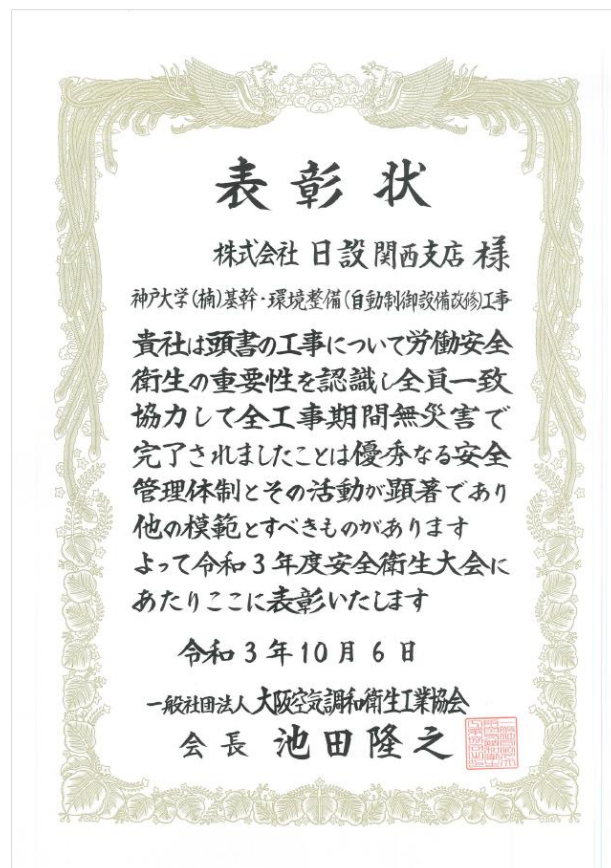 表彰状
株式会社 日設関西支店 様
神戸大学(楠)基幹・環境整備(自動制御設備改修)工事
貴社は頭書の工事について労働安全
衛生の重要性を認識し全員一致
協力して全工事期間無災害で
完了されましたことは優秀なる安全
管理体制とその活動が顕著であり
他の模範とすべきものがあります
よって令和3年度安全衛生大会に
あたりここに表彰いたします
令和3年10月6日
一般社団法人 大阪空気調和衛生工業協会
会長 池田隆之